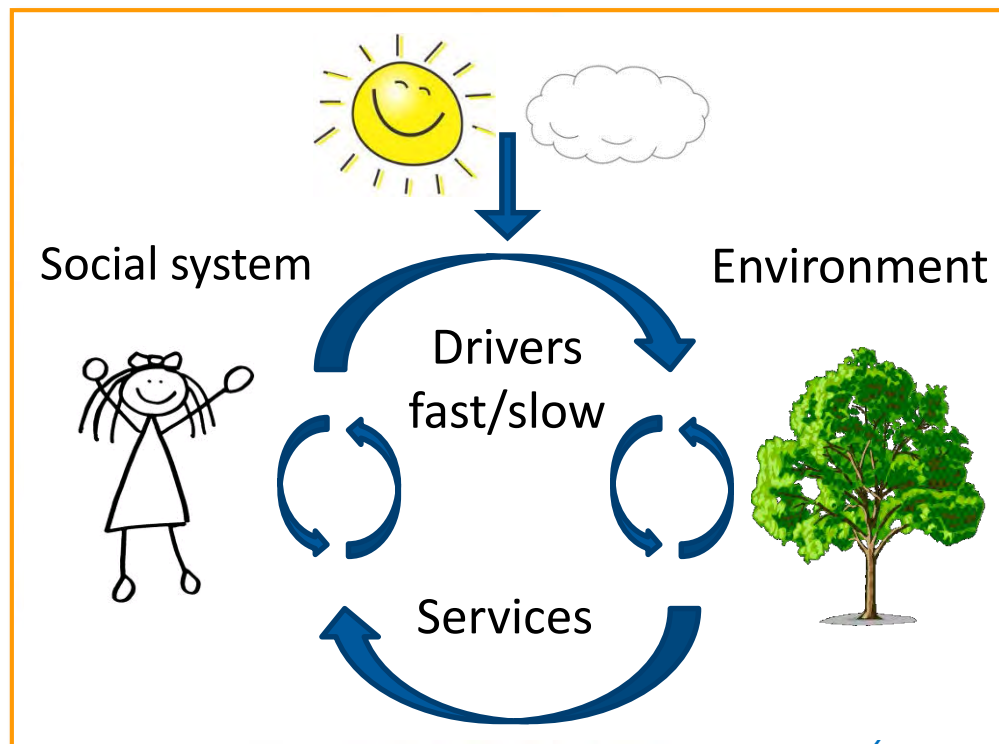 Social system
Environment
Drivers
fast/slow
Services